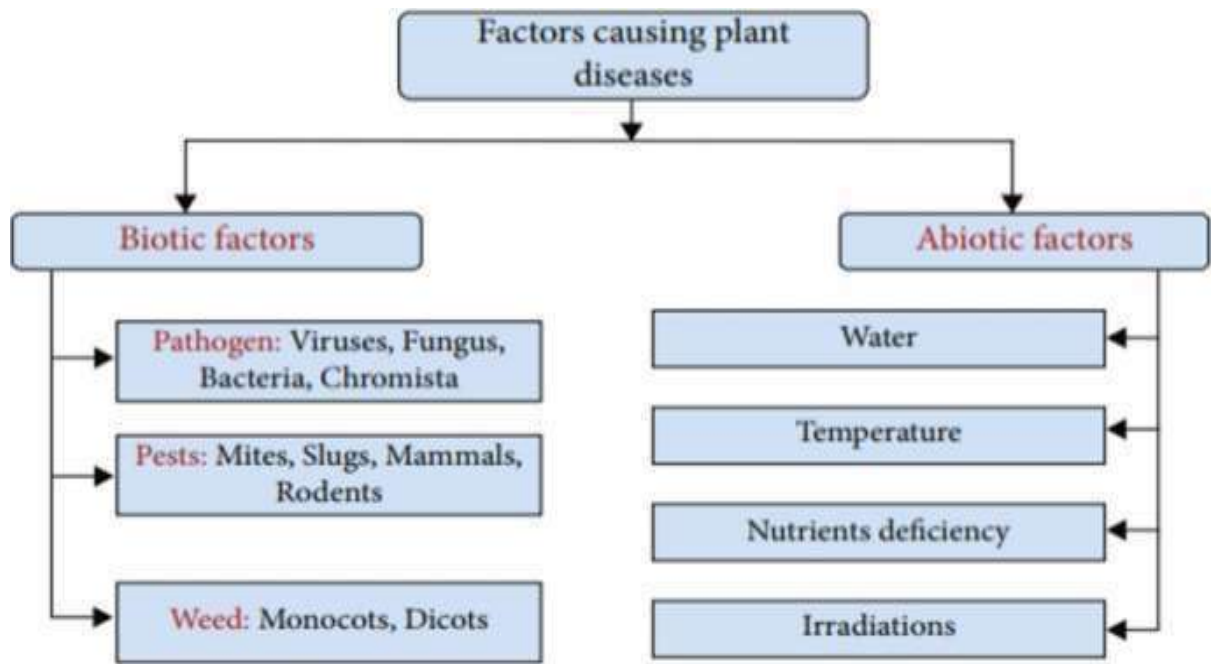 Factors causing plant
diseases
Biotic factors
Abiotic factors
Pathogen: Viruses, Fungus,
Bacteria, Chromista
Pests: Mites, Slugs, Mammals,
Rodents
Weed: Monocots, Dicots
Water
Temperature
Nutrients deficiency
Irradiations